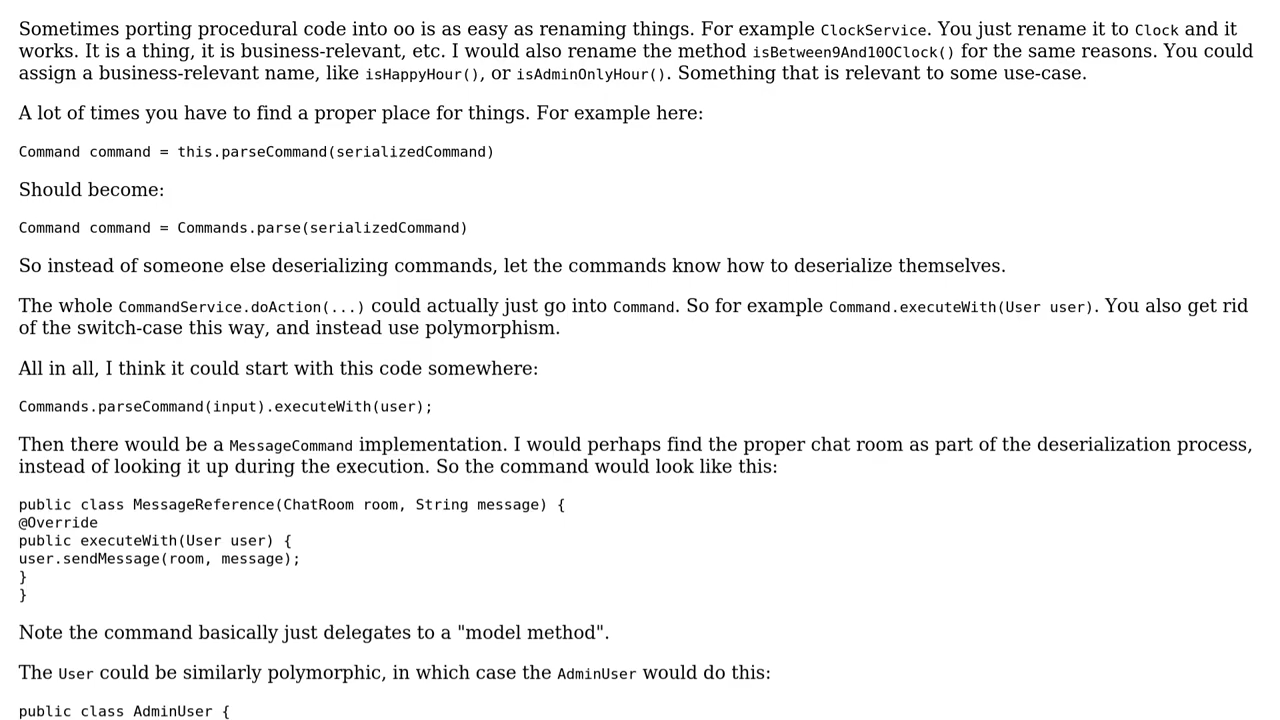 Sometimes porting procedural code into oo is as easy as renaming things. For example ClockService. You just rename it to Clock and it
works. It is a thing, it is business-relevant, etc. I would also rename the method isBetween9And10OClock() for the same reasons. You could
assign a business-relevant name, like isHappyHour(), or isAdminOnlyHour(). Something that is relevant to some use-case.
A lot of times you have to find a proper place for things. For example here:
Command command = this.parseCommand(serializedCommand)
Should become:
Command command = Commands.parse(serializedCommand)
So instead of someone else deserializing commands, let the commands know how to deserialize themselves.
The whole CommandService.doAction(...) could actually just go into Command. So for example Command.executeWith(User user). You also get rid
of the switch-case this way, and instead use polymorphism.
All in all, I think it could start with this code somewhere:
Commands.parseCommand(input).executeWith(user);
Then there would be a MessageCommand implementation. I would perhaps find the proper chat room as part of the deserialization process,
instead of looking it up during the execution. So the command would look like this:
public class MessageReference(ChatRoom room, String message) {
@Override
public executeWith(User user) {
user.sendMessage(room, message);
}
}
Note the command basically just delegates to a "model method".
The User could be similarly polymorphic, in which case the AdminUser would do this:
public class AdminUser {